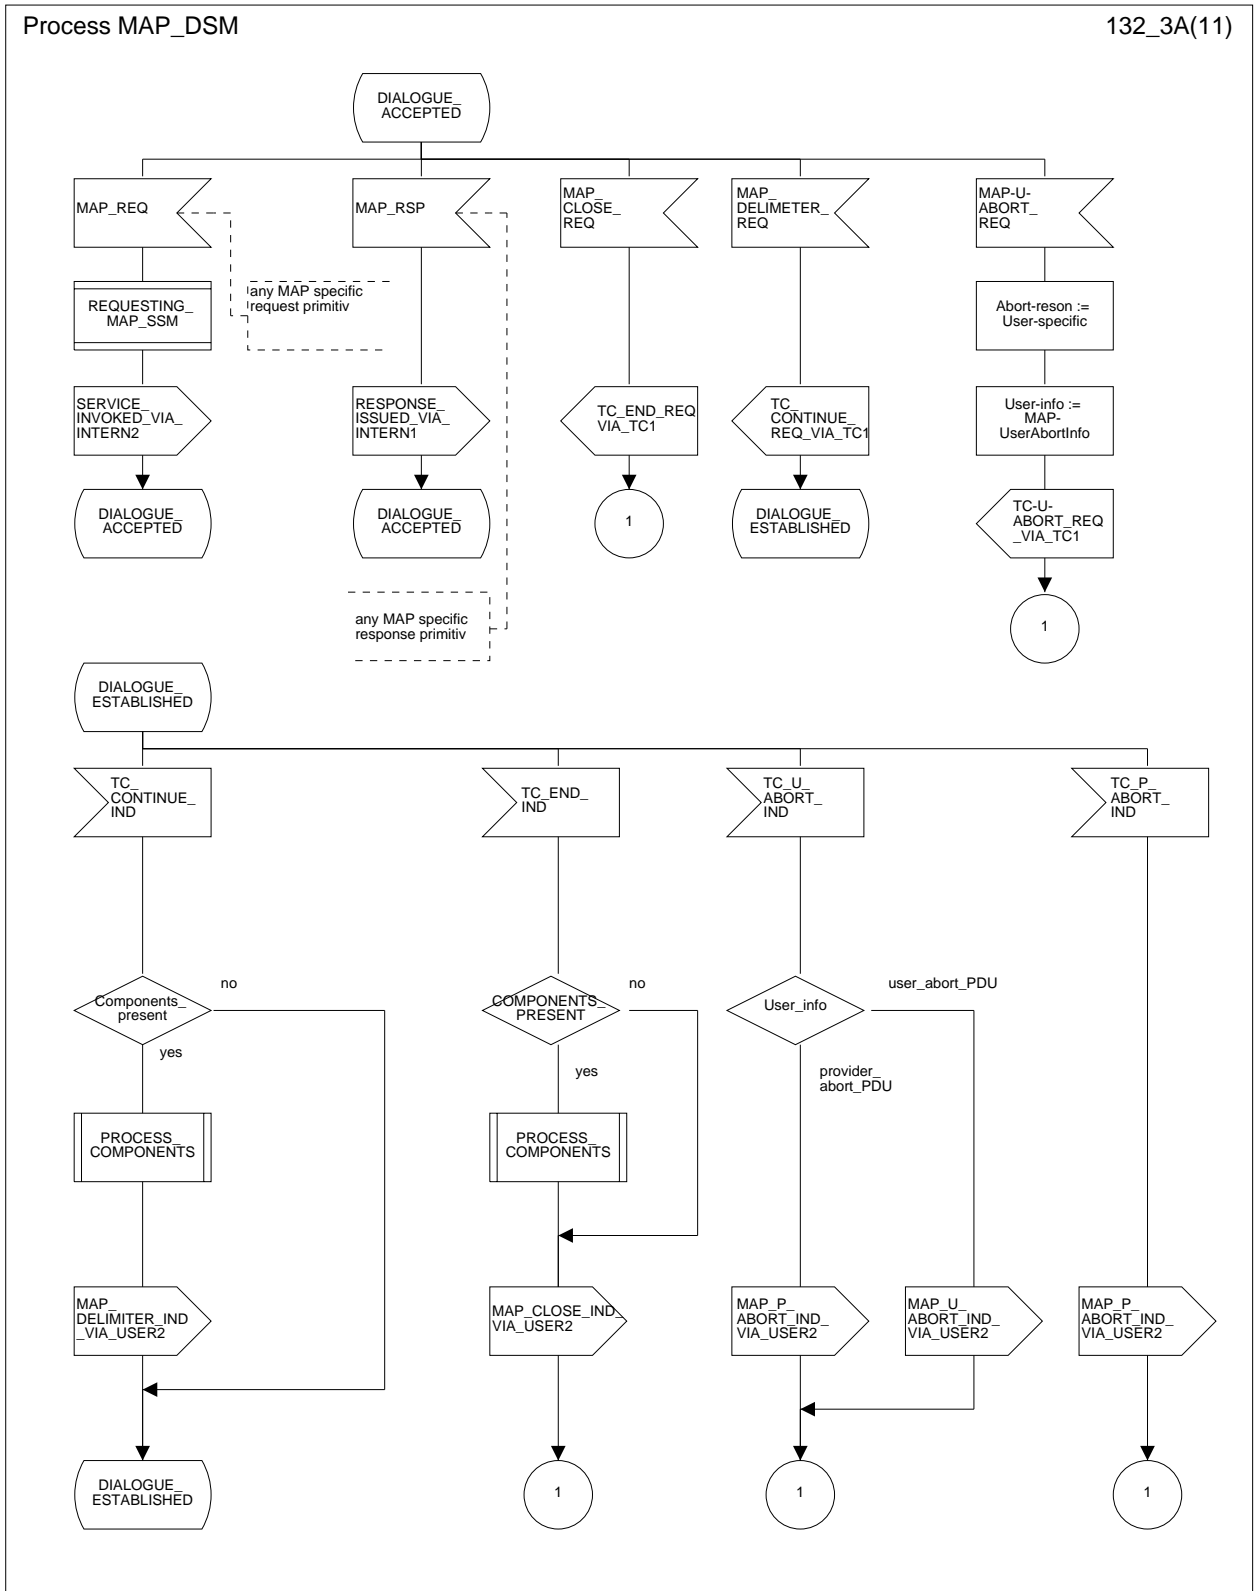 Process MAP_DSM
132_3A(11)
DIALOGUE_
ACCEPTED
MAP_REQ
MAP_RSP
MAP_
CLOSE_
REQ
MAP_
DELIMETER_
REQ
MAP-U-
ABORT_
REQ
any MAP specific
request primitiv
REQUESTING_
MAP_SSM
Abort-reson :=
User-specific
SERVICE_
INVOKED_VIA_
INTERN2
RESPONSE_
ISSUED_VIA_
INTERN1
TC_END_REQ
VIA_TC1
TC_
CONTINUE_
REQ_VIA_TC1
User-info :=
MAP-
UserAbortInfo
DIALOGUE_
ACCEPTED
DIALOGUE_
ACCEPTED
1
DIALOGUE_
ESTABLISHED
TC-U-
ABORT_REQ
_VIA_TC1
any MAP specific
response primitiv
1
DIALOGUE_
ESTABLISHED
TC_
CONTINUE_
IND
TC_END_
IND
TC_U_
ABORT_
IND
TC_P_
ABORT_
IND
Components_
present
no
yes
COMPONENTS_
PRESENT
no
yes
User_info
user_abort_PDU
provider_
abort_PDU
PROCESS_
COMPONENTS
PROCESS_
COMPONENTS
MAP_
DELIMITER_IND
_VIA_USER2
MAP_CLOSE_IND_
VIA_USER2
MAP_P_
ABORT_IND_
VIA_USER2
MAP_U_
ABORT_IND_
VIA_USER2
MAP_P_
ABORT_IND_
VIA_USER2
DIALOGUE_
ESTABLISHED
1
1
1